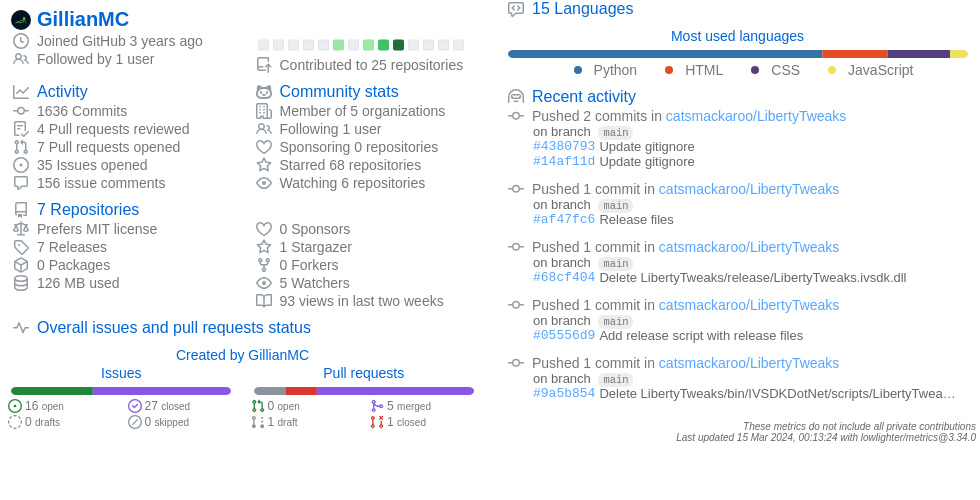 GillianMC
Joined GitHub 3 years ago
Followed by 1 user
Contributed to 25 repositories
Activity
1636 Commits
4 Pull requests reviewed
7 Pull requests opened
35 Issues opened
156 issue comments
Community stats
Member of 5 organizations
Following 1 user
Sponsoring 0 repositories
Starred 68 repositories
Watching 6 repositories
7 Repositories
Prefers MIT license
7 Releases
0 Packages
126 MB used
0 Sponsors
1 Stargazer
0 Forkers
5 Watchers
93 views in last two weeks
Overall issues and pull requests status
Created by GillianMC
Issues
16 open
27 closed
0 drafts
0 skipped
Pull requests
0 open
5 merged
1 draft
1 closed
15 Languages
Most used languages
Python HTML CSS JavaScript
Recent activity
Pushed 2 commits in catsmackaroo/LibertyTweaks
on branch main
#4380793 Update gitignore
#14af11d Update gitignore
Pushed 1 commit in catsmackaroo/LibertyTweaks
on branch main
#af47fc6 Release files
Pushed 1 commit in catsmackaroo/LibertyTweaks
on branch main
#68cf404 Delete LibertyTweaks/release/LibertyTweaks.ivsdk.dll
Pushed 1 commit in catsmackaroo/LibertyTweaks
on branch main
#05556d9 Add release script with release files
Pushed 1 commit in catsmackaroo/LibertyTweaks
on branch main
#9a5b854 Delete LibertyTweaks/bin/IVSDKDotNet/scripts/LibertyTwea…
These metrics do not include all private contributions
Last updated 15 Mar 2024, 00:13:24 with lowlighter/metrics@3.34.0